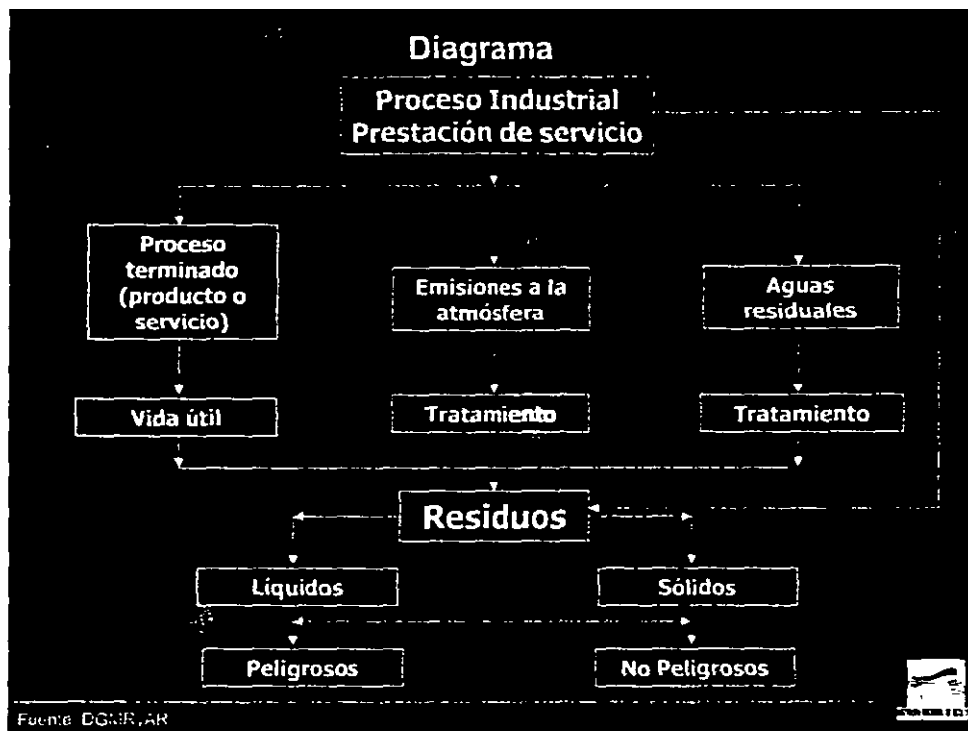 Diagrama
Proceso Industrial
Prestación de servicio
Proceso
terminado
(producto o
servicio)
Emisiones a la
atmósfera
Aguas
residuales
Vida útil
Tratamiento
Tratamiento
Residuos
Líquidos
Sólidos
Peligrosos
No Peligrosos
Fuente